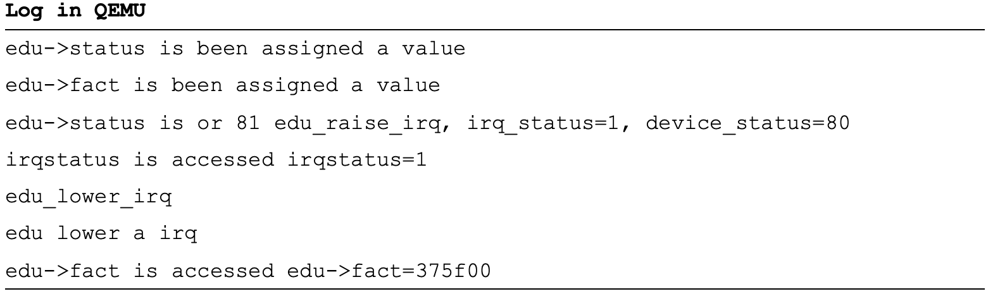 Log in QEMU
edu->status is been assigned a value
edu->fact is been assigned a value
edu->status is or 81 edu_raise_irq, irq_status=1, device_status=80
irqstatus is accessed irqstatus=1
edu_lower_irq
edu lower a irq
edu->fact is accessed edu->fact=375f00